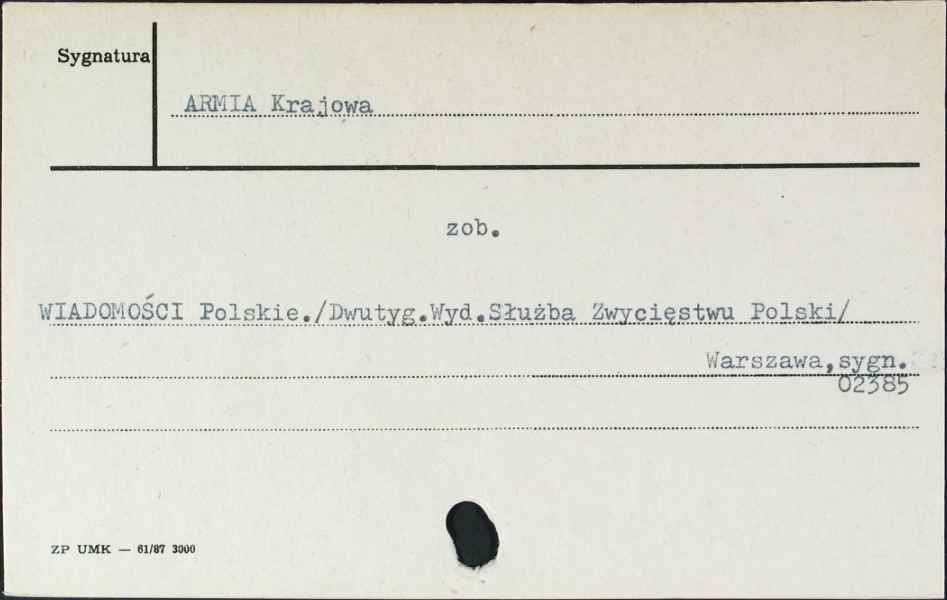 Sygnatura
ARMIA Krajowa
zob.
WIADOMOŚCI Polskie./Dwutyg.Wyd.Służba Zwycięstwu Polski/
Warszawa,sygn.
02385
ZP UMK — 61/87 3000